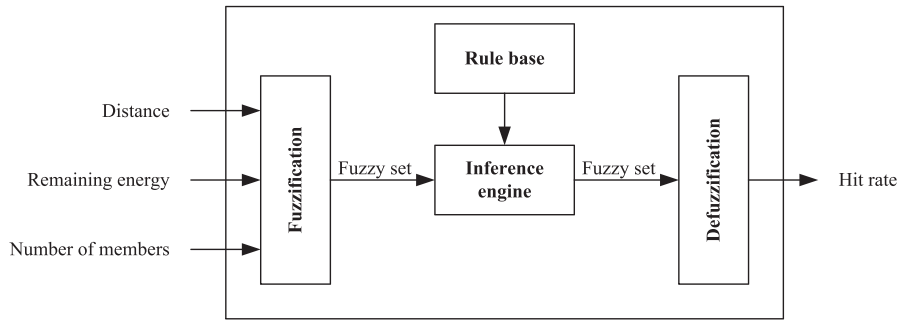 Rule base
Distance
Remaining energy
Number of members
Fuzzification
Fuzzy set
Inference
engine
Fuzzy set
Defuzzification
Hit rate